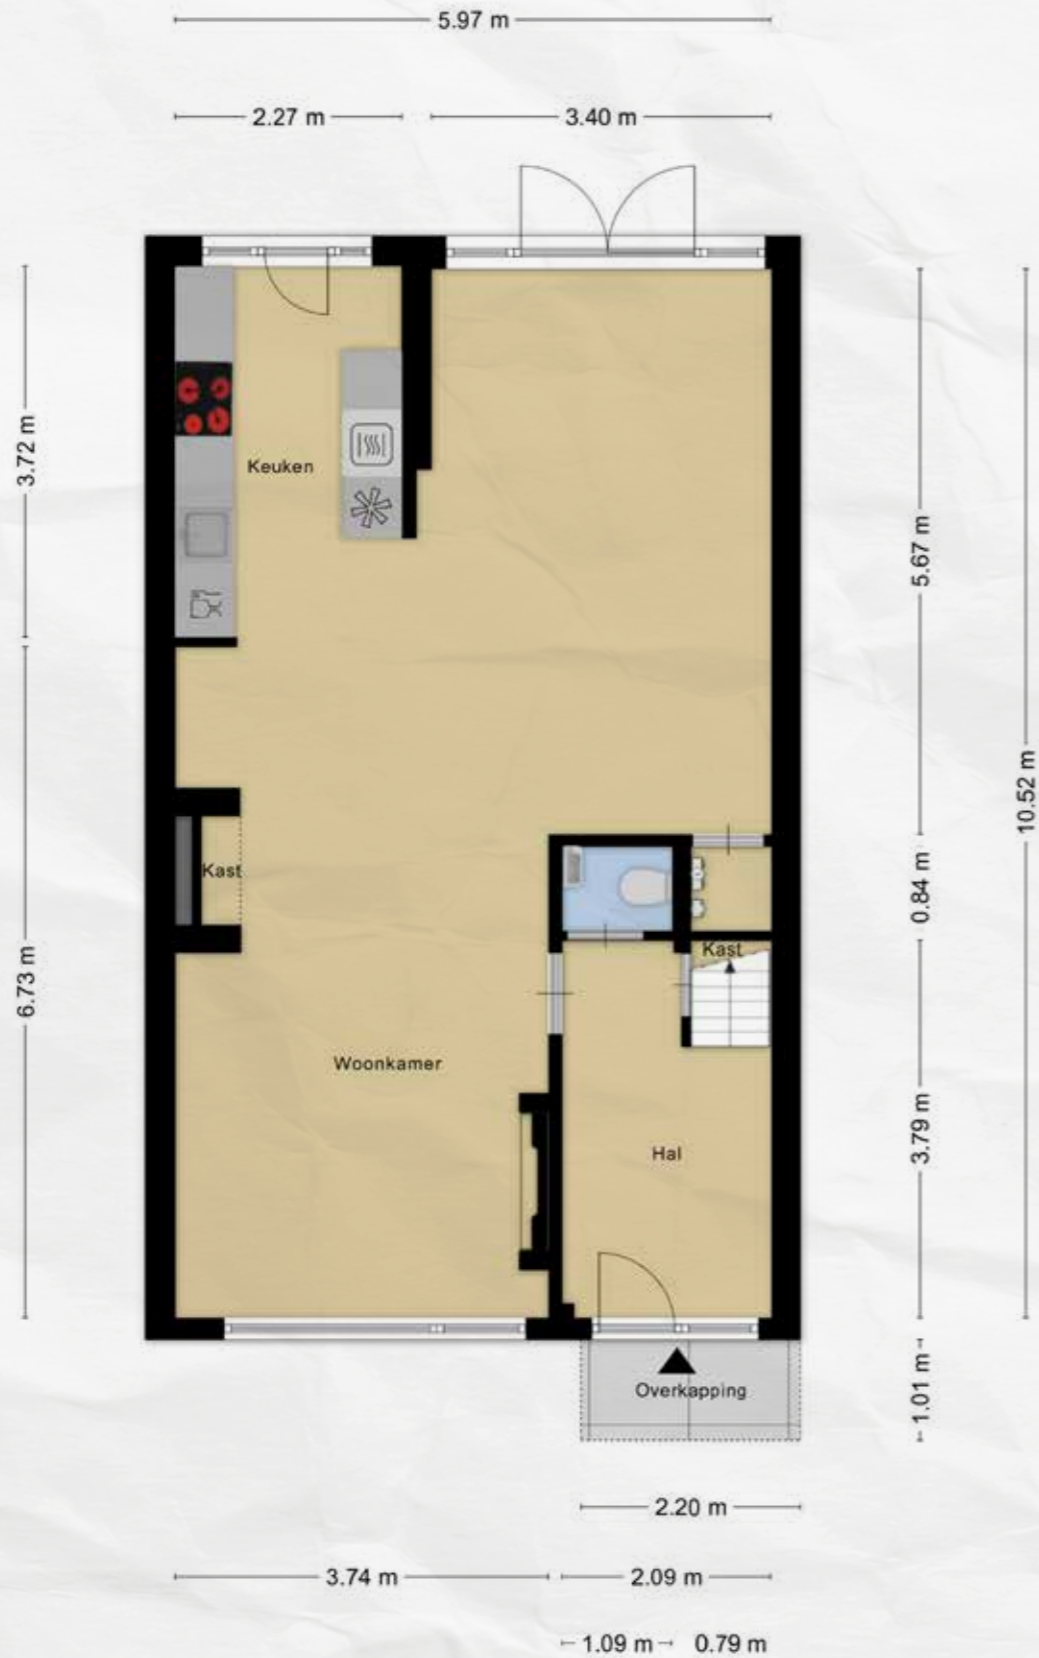 5.97 m
2.27 m
3.40 m
3.72 m
Keuken
5.67 m
10.52 m
Kast
0.84 m
Kast
6.73 m
Woonkamer
3.79 m
Hal
1.01 m
Overkapping
2.20 m
3.74 m
2.09 m
1.09 m
0.79 m